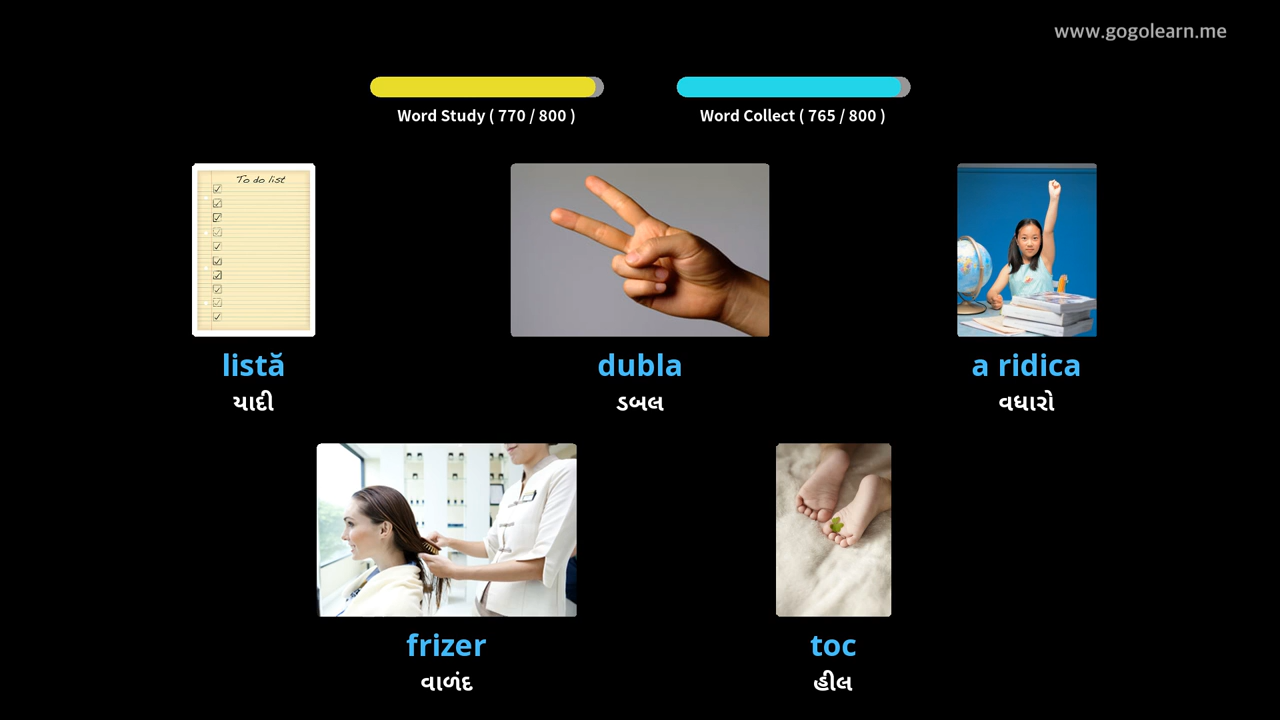 www.gogolearn.me
Word Study ( 770 / 800 )
Word Collect ( 765 / 800 )
To do list
listă
યાદી
dubla
ડબલ
a ridica
વધારો
frizer
વાળંદ
toc
હીલ